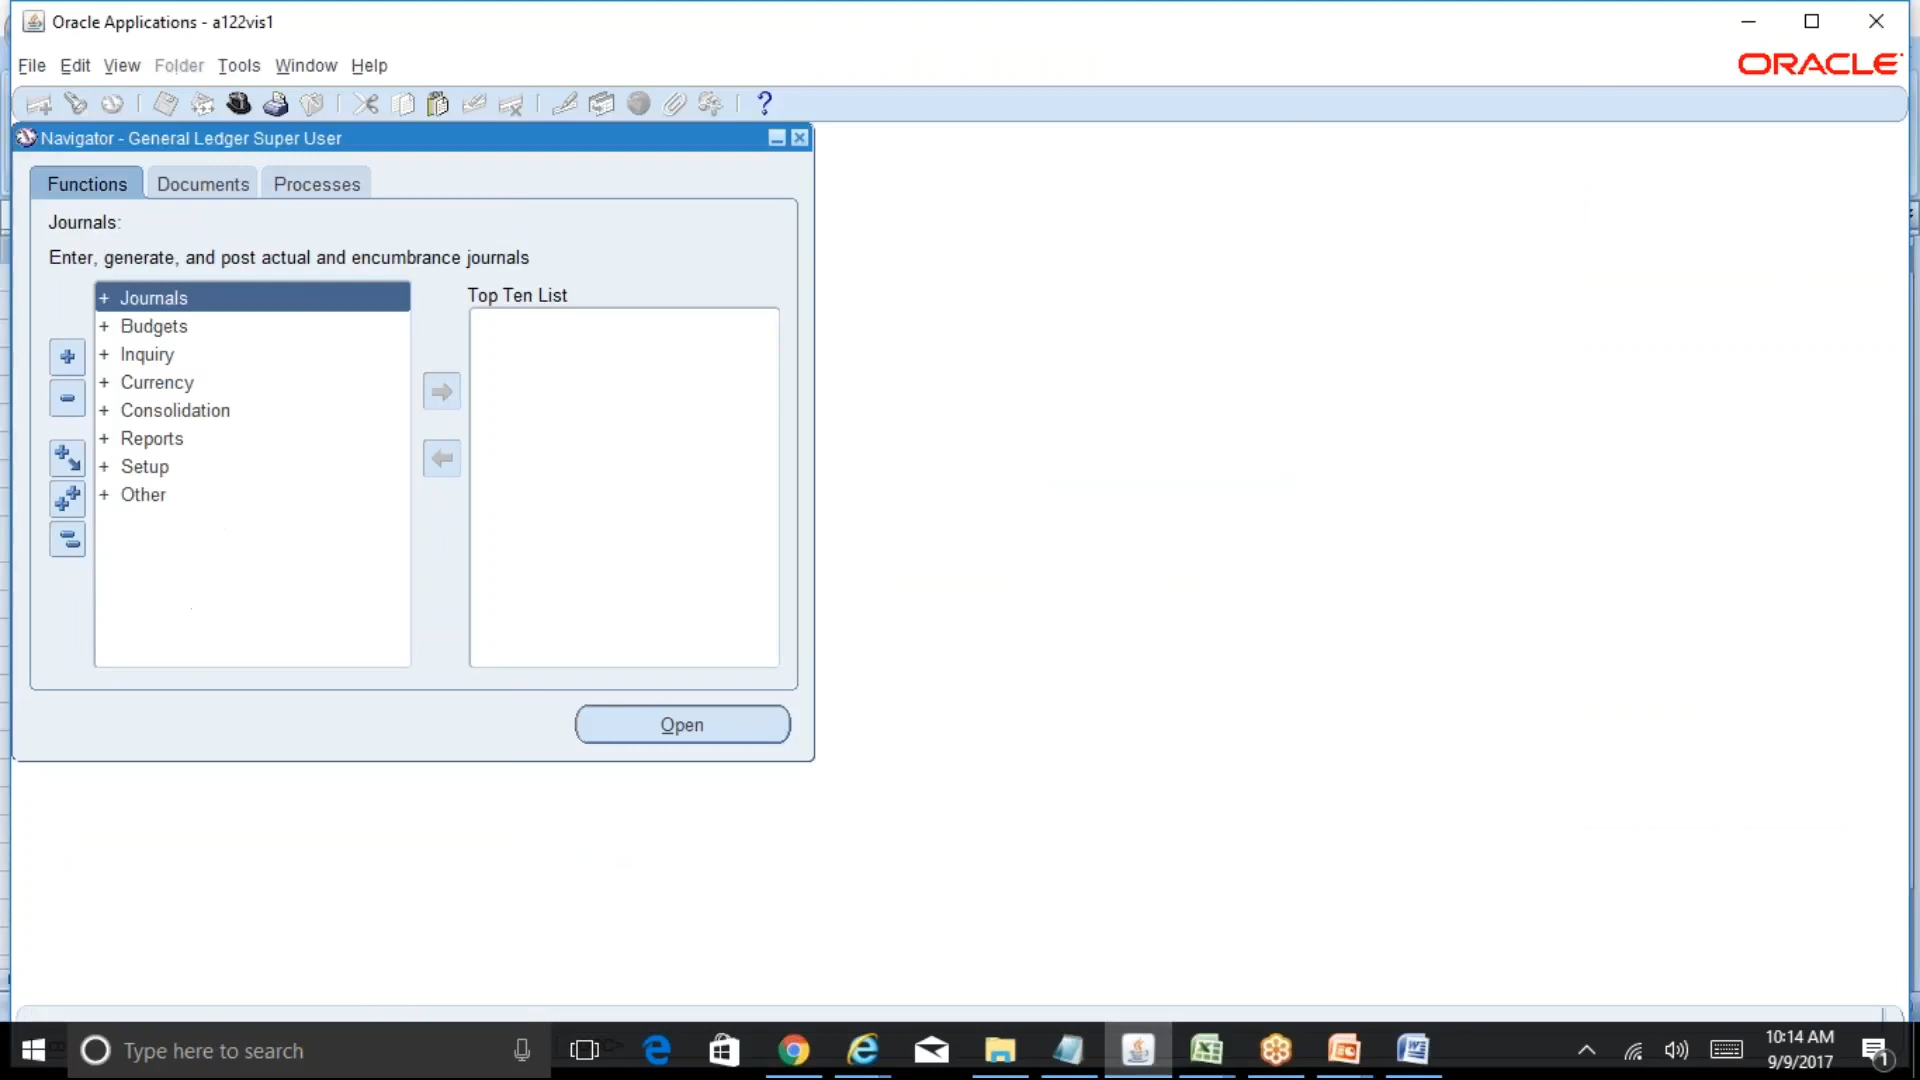 Oracle Applications - a122vis1
File Edit View Folder Tools Window Help
ORACLE
?
Navigator - General Ledger Super User
Functions Documents Processes
Journals:
Enter, generate, and post actual and encumbrance journals
Top Ten List
+ Journals
+ Budgets
+ Inquiry
+ Currency
+ Consolidation
+ Reports
+ Setup
+ Other
Open
Type here to search
10:14 AM
9/9/2017
1